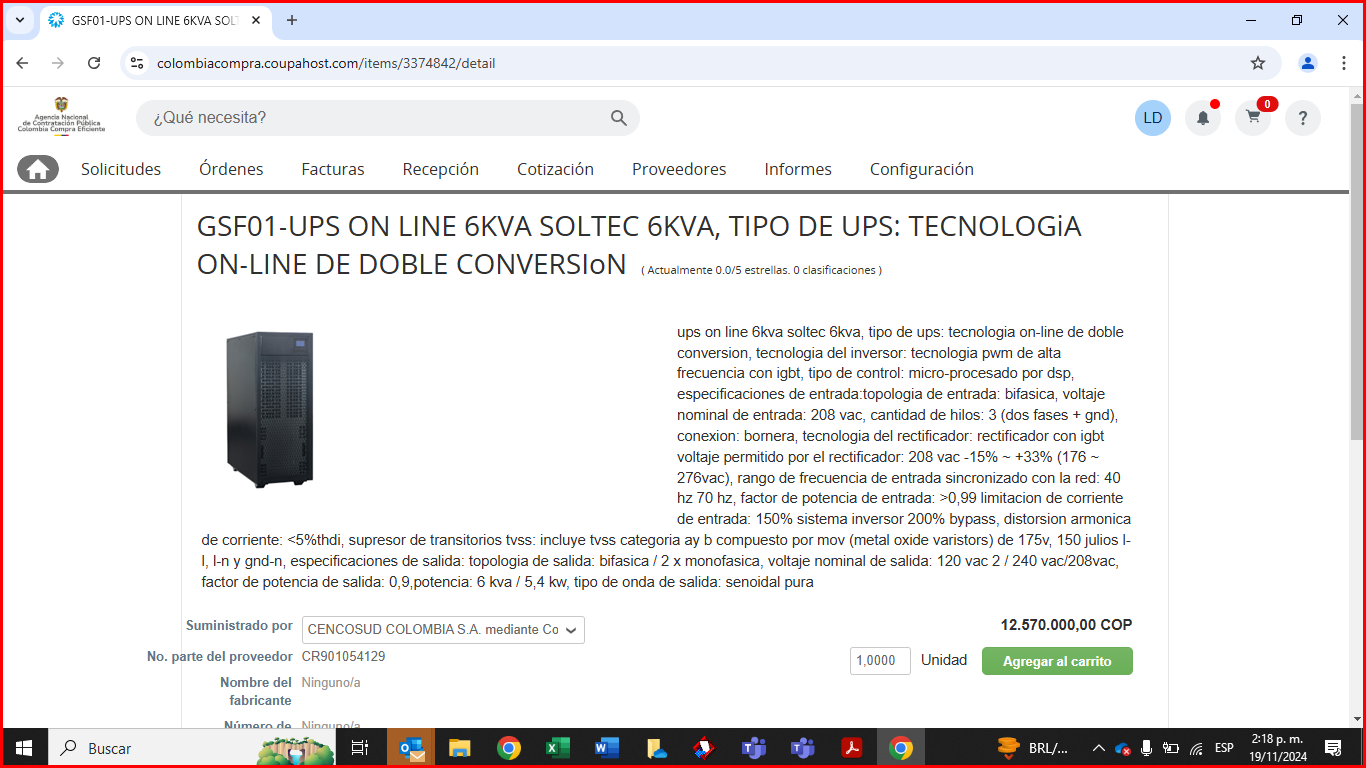 GSF01-UPS ON LINE 6KVA SOLT
colombiacompra.coupahost.com/items/3374842/detail
Agencia Nacional
de Contratación Pública
Colombia Compra Eficiente
¿Qué necesita?
LD
0
?
Solicitudes Órdenes Facturas Recepción Cotización Proveedores Informes Configuración
GSF01-UPS ON LINE 6KVA SOLTEC 6KVA, TIPO DE UPS: TECNOLOGiA
ON-LINE DE DOBLE CONVERSIoN ( Actualmente 0.0/5 estrellas. 0 clasificaciones )
ups on line 6kva soltec 6kva, tipo de ups: tecnologia on-line de doble
conversion, tecnologia del inversor: tecnologia pwm de alta
frecuencia con igbt, tipo de control: micro-procesado por dsp,
especificaciones de entrada:topologia de entrada: bifasica, voltaje
nominal de entrada: 208 vac, cantidad de hilos: 3 (dos fases + gnd),
conexion: bornera, tecnologia del rectificador: rectificador con igbt
voltaje permitido por el rectificador: 208 vac -15% ~ +33% (176 ~
276vac), rango de frecuencia de entrada sincronizado con la red: 40
hz 70 hz, factor de potencia de entrada: >0,99 limitacion de corriente
de entrada: 150% sistema inversor 200% bypass, distorsion armonica
de corriente: <5%thdi, supresor de transitorios tvss: incluye tvss categoria ay b compuesto por mov (metal oxide varistors) de 175v, 150 julios l-
l, l-n y gnd-n, especificaciones de salida: topologia de salida: bifasica / 2 x monofasica, voltaje nominal de salida: 120 vac 2 / 240 vac/208vac,
factor de potencia de salida: 0,9,potencia: 6 kva / 5,4 kw, tipo de onda de salida: senoidal pura
Suministrado por CENCOSUD COLOMBIA S.A. mediante Co 12.570.000,00 COP
No. parte del proveedor CR901054129 1,0000 Unidad Agregar al carrito
Nombre del Ninguno/a
fabricante
Número de Ninguno/a
Buscar BRL/... ESP 2:18 p. m.
19/11/2024